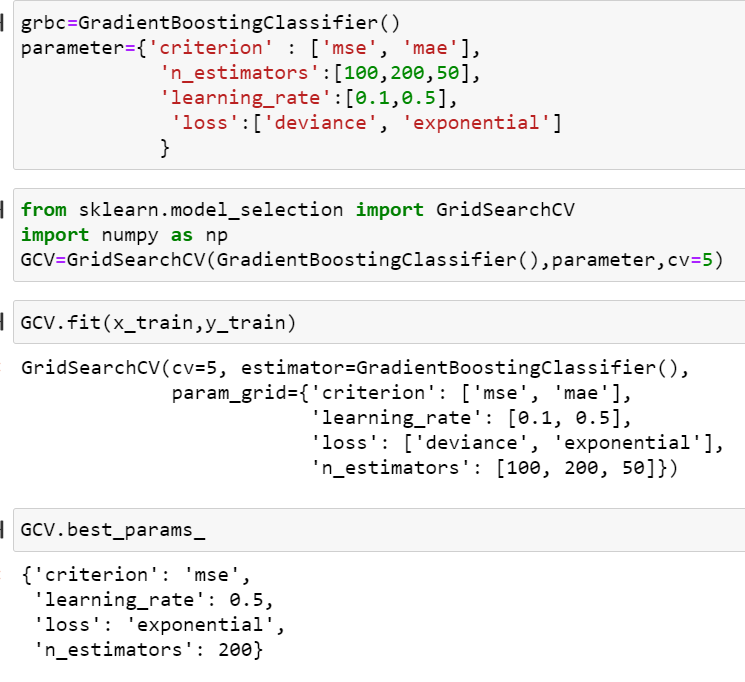 grbc=GradientBoostingClassifier()
parameter={'criterion' : ['mse', 'mae'],
            'n_estimators':[100,200,50],
            'learning_rate':[0.1,0.5],
             'loss':['deviance', 'exponential']
            }
from sklearn.model_selection import GridSearchCV
import numpy as np
GCV=GridSearchCV(GradientBoostingClassifier(),parameter,cv=5)
GCV.fit(x_train,y_train)
GridSearchCV(cv=5, estimator=GradientBoostingClassifier(),
             param_grid={'criterion': ['mse', 'mae'],
                         'learning_rate': [0.1, 0.5],
                         'loss': ['deviance', 'exponential'],
                         'n_estimators': [100, 200, 50]})
GCV.best_params_
{'criterion': 'mse',
 'learning_rate': 0.5,
 'loss': 'exponential',
 'n_estimators': 200}